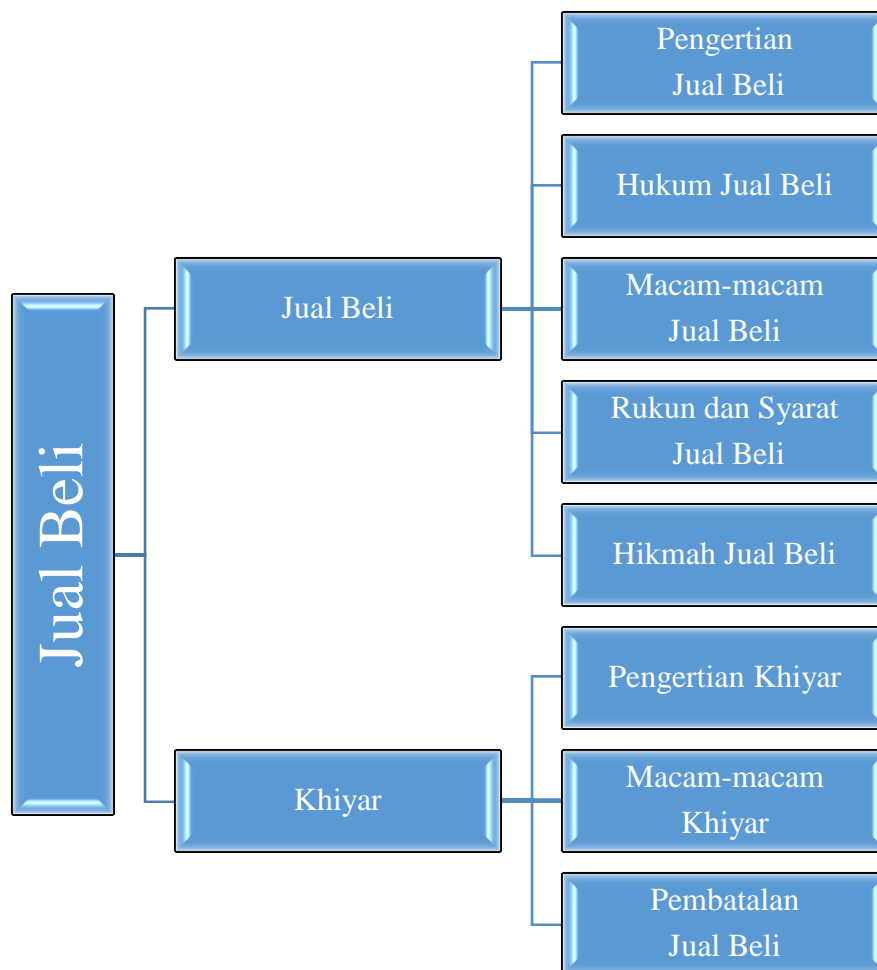 Jual Beli
Jual Beli
Pengertian
Jual Beli
Hukum Jual Beli
Macam-macam
Jual Beli
Rukun dan Syarat
Jual Beli
Hikmah Jual Beli
Khiyar
Pengertian Khiyar
Macam-macam
Khiyar
Pembatalan
Jual Beli